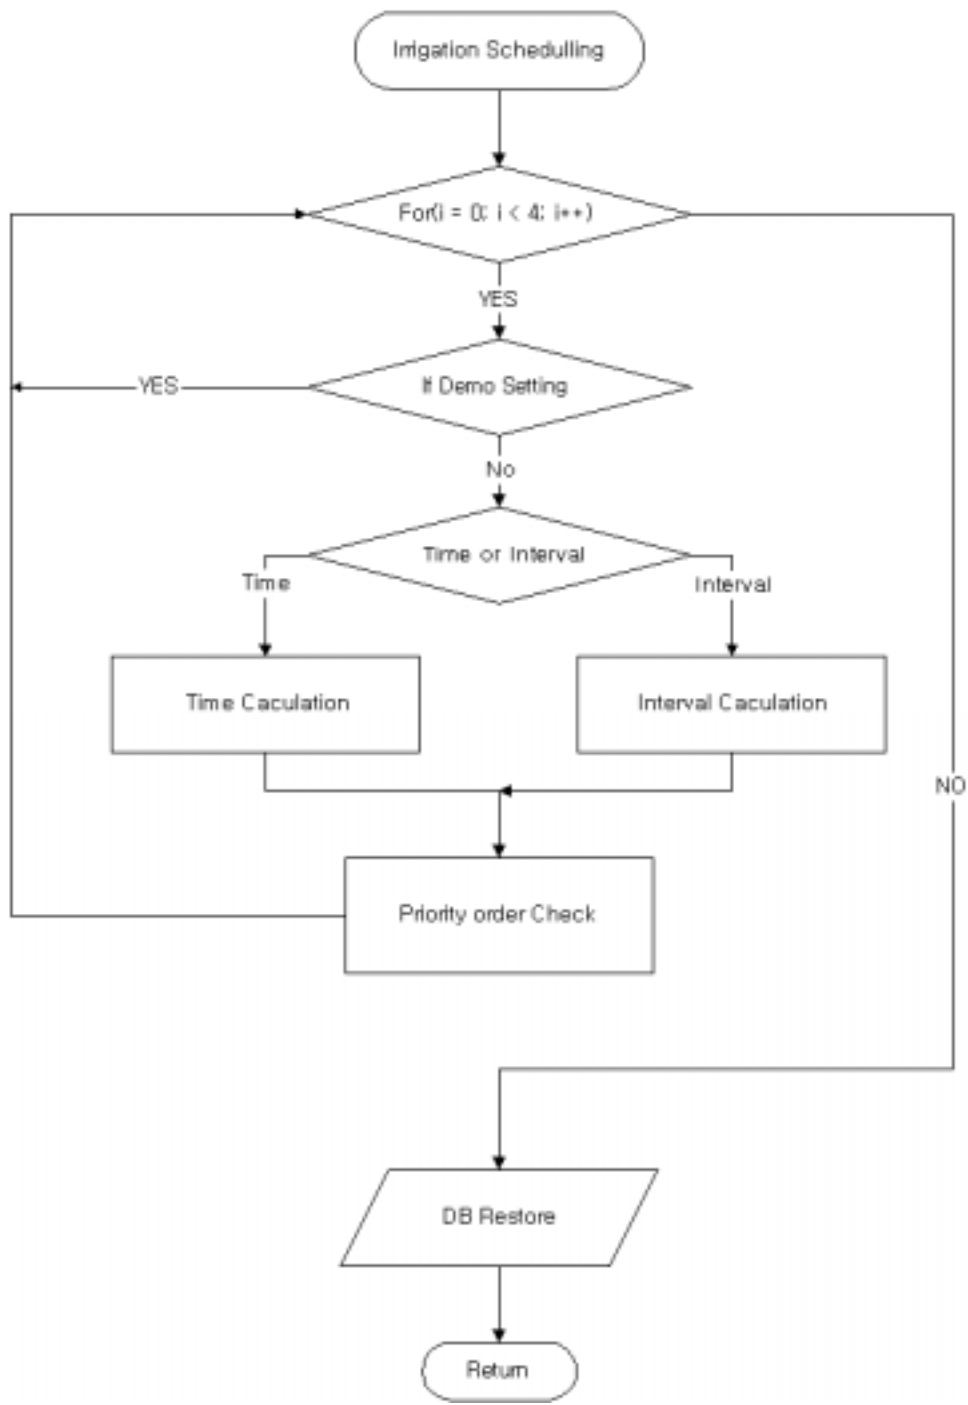 Irrigation Schedulling
For(i = 0; i < 4; i++)
YES
If Demo Setting
YES
No
Time or Interval
Time
Interval
Time Caculation
Interval Caculation
NO
Priority order Check
DB Restore
Return